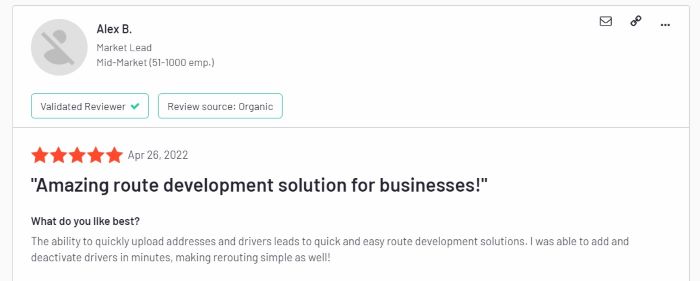 Alex B.
Market Lead
Mid-Market (51-1000 emp.)
Validated Reviewer
Review source: Organic
Apr 26, 2022
"Amazing route development solution for businesses!"
What do you like best?
The ability to quickly upload addresses and drivers leads to quick and easy route development solutions. I was able to add and
deactivate drivers in minutes, making rerouting simple as well!